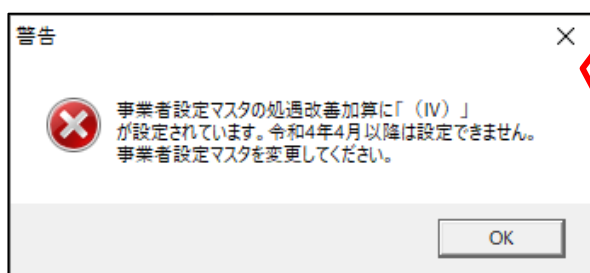 警告
事業者設定マスタの処遇改善加算に「（Ⅳ）」
が設定されています。令和4年4月以降は設定できません。
事業者設定マスタを変更してください。
OK